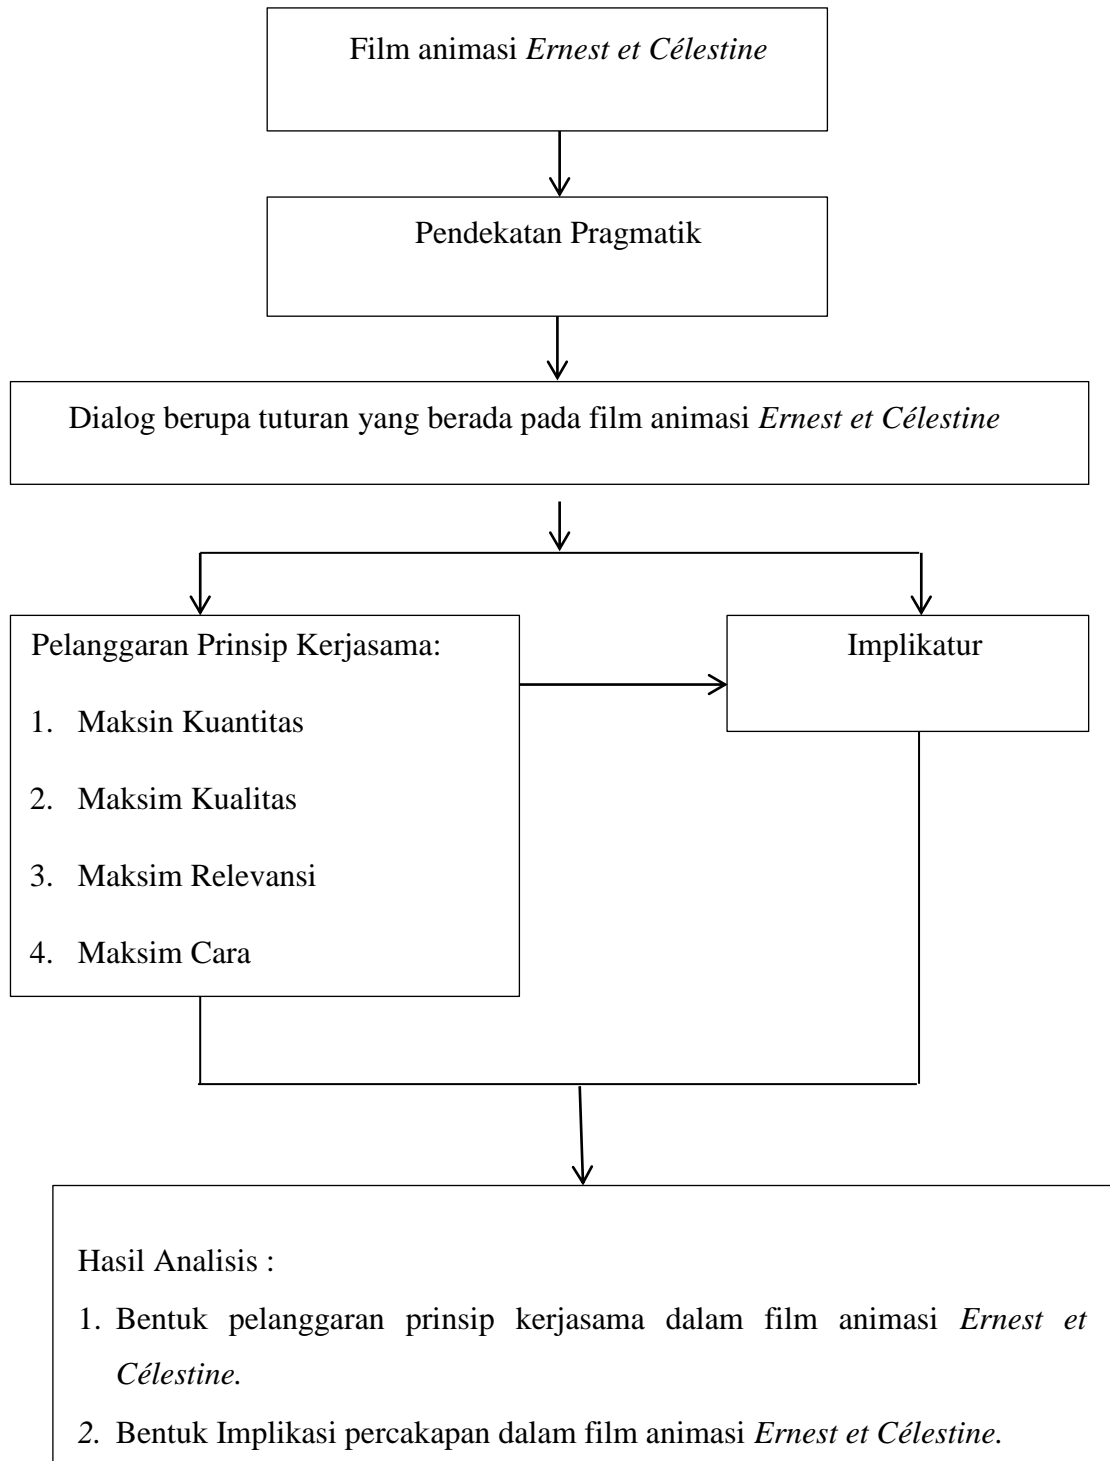 Film animasi Ernest et Célestine
Pendekatan Pragmatik
Dialog berupa tuturan yang berada pada film animasi Ernest et Célestine
Pelanggaran Prinsip Kerjasama:
1. Maksin Kuantitas
2. Maksim Kualitas
3. Maksim Relevansi
4. Maksim Cara
Implikatur
Hasil Analisis :
1. Bentuk pelanggaran prinsip kerjasama dalam film animasi Ernest et
Célestine.
2. Bentuk Implikasi percakapan dalam film animasi Ernest et Célestine.